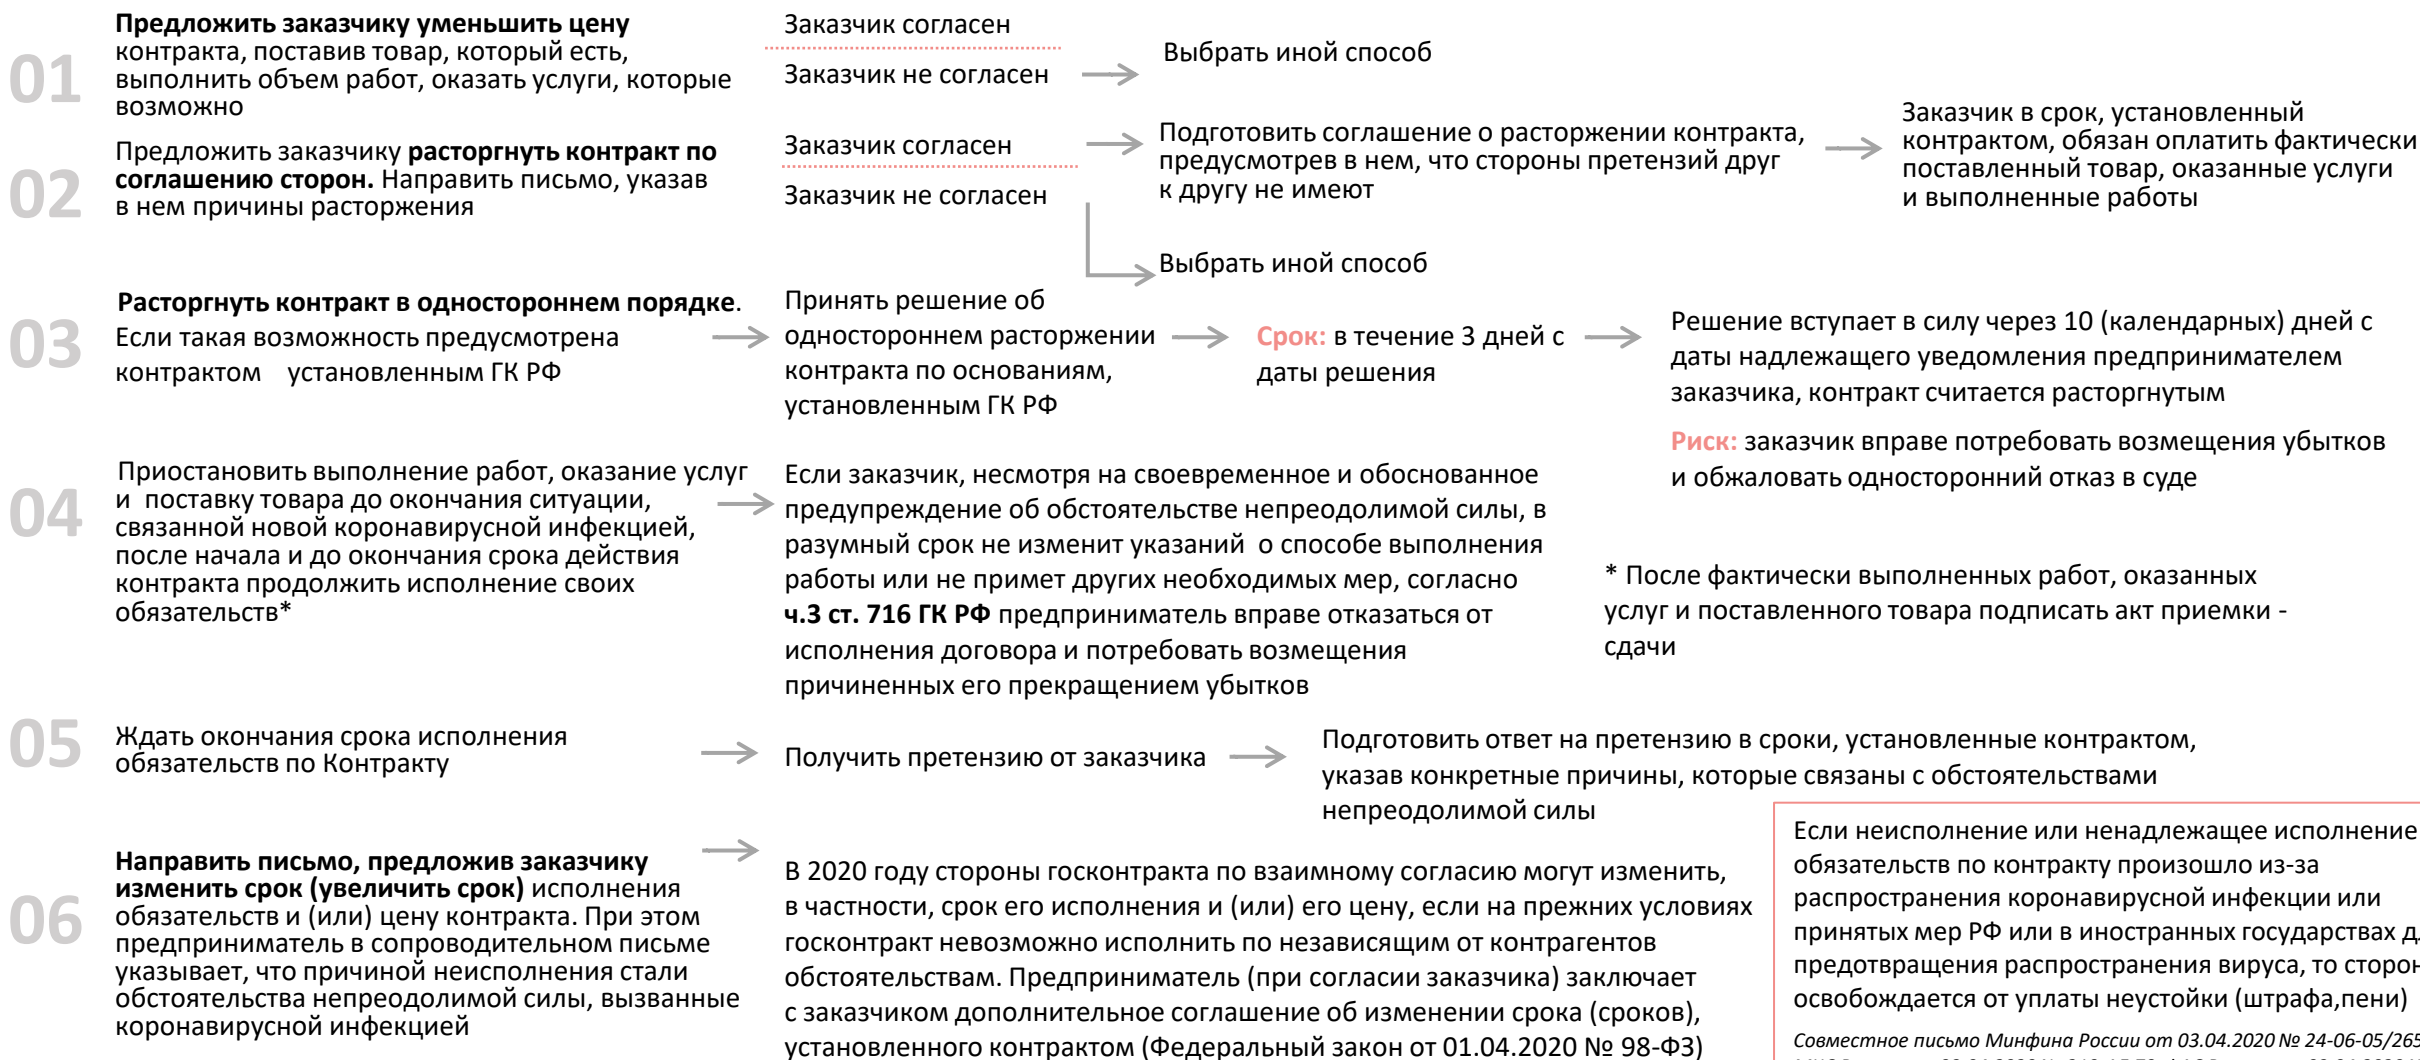 01
Предложить заказчику уменьшить цену
контракта, поставив товар, который есть,
выполнить объем работ, оказать услуги, которые
возможно
Заказчик согласен
Заказчик не согласен
Выбрать иной способ
02
Предложить заказчику расторгнуть контракт по
соглашению сторон. Направить письмо, указав
в нем причины расторжения
Заказчик согласен
Заказчик не согласен
Подготовить соглашение о расторжении контракта,
предусмотрев в нем, что стороны претензий друг
к другу не имеют
Заказчик в срок, установленный
контрактом, обязан оплатить фактически
поставленный товар, оказанные услуги
и выполненные работы
Выбрать иной способ
03
Расторгнуть контракт в одностороннем порядке.
Если такая возможность предусмотрена
контрактом установленным ГК РФ
Принять решение об
одностороннем расторжении
контракта по основаниям,
установленным ГК РФ
Срок: в течение 3 дней с
даты решения
Решение вступает в силу через 10 (календарных) дней с
даты надлежащего уведомления предпринимателем
заказчика, контракт считается расторгнутым
Риск: заказчик вправе потребовать возмещения убытков
и обжаловать односторонний отказ в суде
04
Приостановить выполнение работ, оказание услуг
и поставку товара до окончания ситуации,
связанной новой коронавирусной инфекцией,
после начала и до окончания срока действия
контракта продолжить исполнение своих
обязательств*
Если заказчик, несмотря на своевременное и обоснованное
предупреждение об обстоятельстве непреодолимой силы, в
разумный срок не изменит указаний о способе выполнения
работы или не примет других необходимых мер, согласно
ч.3 ст. 716 ГК РФ предприниматель вправе отказаться от
исполнения договора и потребовать возмещения
причиненных его прекращением убытков
* После фактически выполненных работ, оказанных
услуг и поставленного товара подписать акт приемки -
сдачи
05
Ждать окончания срока исполнения
обязательств по Контракту
Получить претензию от заказчика
Подготовить ответ на претензию в сроки, установленные контрактом,
указав конкретные причины, которые связаны с обстоятельствами
непреодолимой силы
06
Направить письмо, предложив заказчику
изменить срок (увеличить срок) исполнения
обязательств и (или) цену контракта. При этом
предприниматель в сопроводительном письме
указывает, что причиной неисполнения стали
обстоятельства непреодолимой силы, вызванные
коронавирусной инфекцией
В 2020 году стороны госконтракта по взаимному согласию могут изменить,
в частности, срок его исполнения и (или) его цену, если на прежних условиях
госконтракт невозможно исполнить по независящим от контрагентов
обстоятельствам. Предприниматель (при согласии заказчика) заключает
с заказчиком дополнительное соглашение об изменении срока (сроков),
установленного контрактом (Федеральный закон от 01.04.2020 № 98-ФЗ)
Если неисполнение или ненадлежащее исполнение
обязательств по контракту произошло из-за
распространения коронавирусной инфекции или
принятых мер РФ или в иностранных государствах
предотвращения распространения вируса, то
освобождается от уплаты неустойки (штрафа,пени)
Совместное письмо Минфина России от 03.04.2020 №